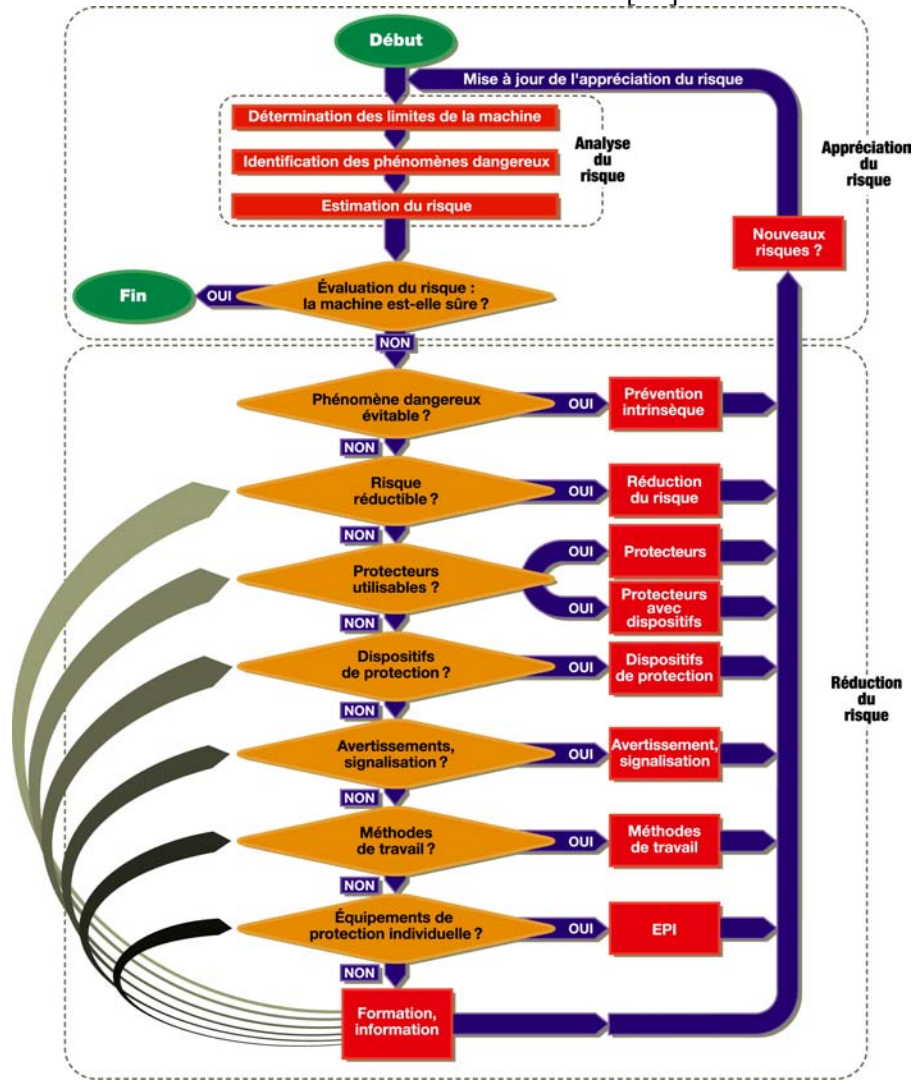 Début
Mise à jour de l'appréciation du risque
Détermination des limites de la machine
Identification des phénomènes dangereux
Estimation du risque
Analyse
du
risque
Appréciation
du
risque
Nouveaux
risques ?
Évaluation du risque :
la machine est-elle sûre ?
OUI
Fin
NON
Phénomène dangereux
évitable ?
OUI
Prévention
intrinsèque
NON
Risque
réductible ?
OUI
Réduction
du risque
NON
Protecteurs
utilisables ?
OUI
Protecteurs
OUI
Protecteurs
avec
dispositifs
NON
Dispositifs
de protection ?
OUI
Dispositifs
de protection
Réduction
du
risque
NON
Avertissements,
signalisation ?
OUI
Avertissement,
signalisation
NON
Méthodes
de travail ?
OUI
Méthodes
de travail
NON
Équipements de
protection individuelle ?
OUI
EPI
NON
Formation,
information